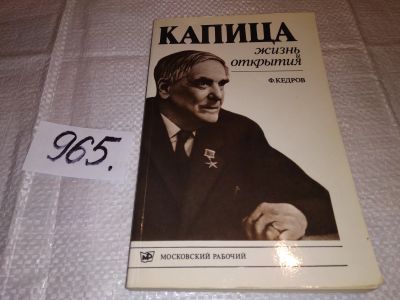 КАПИЦА
жизнь
и
открытия
Ф.КЕДРОВ
965.
МОСКОВСКИЙ РАБОЧИЙ